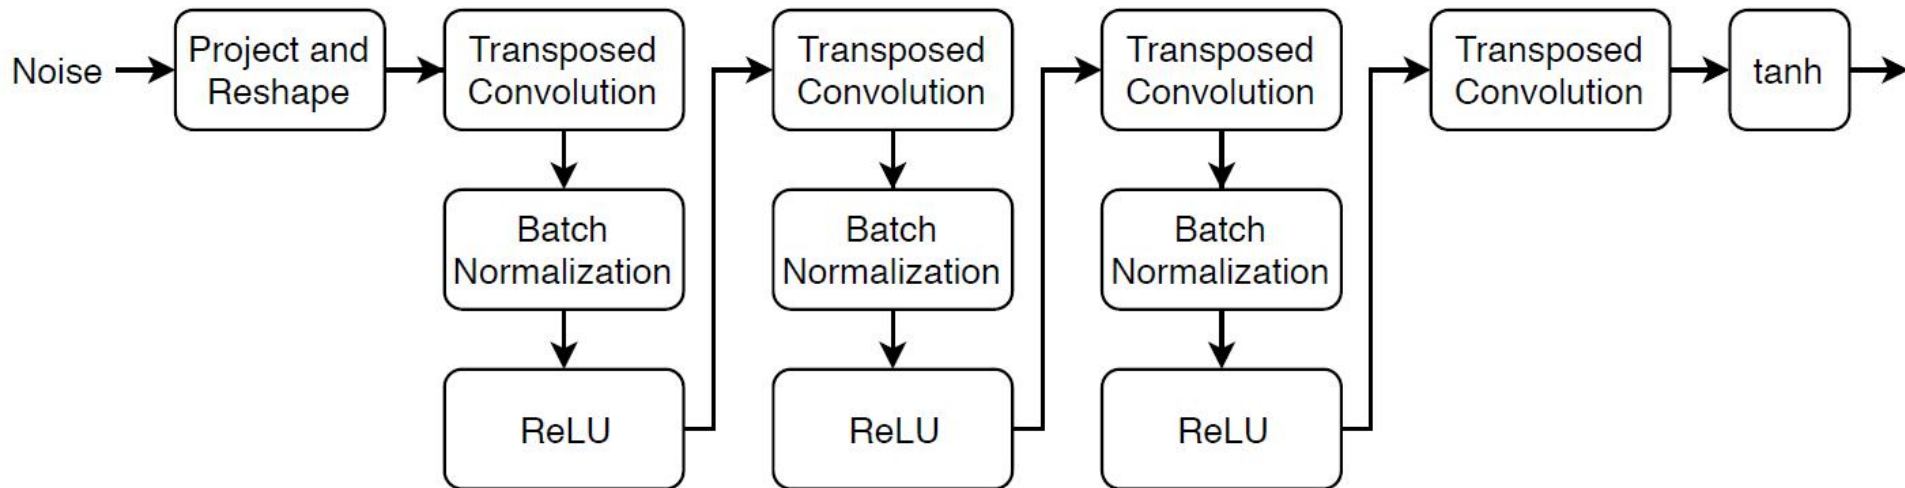 Noise
Project and
Reshape
Transposed
Convolution
Batch
Normalization
ReLU
Transposed
Convolution
Batch
Normalization
ReLU
Transposed
Convolution
Batch
Normalization
ReLU
Transposed
Convolution
tanh